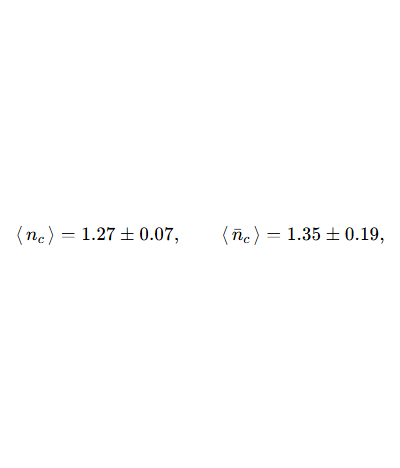 ⟨ n_c ⟩ = 1.27 ± 0.07, ⟨ n̄_c ⟩ = 1.35 ± 0.19,